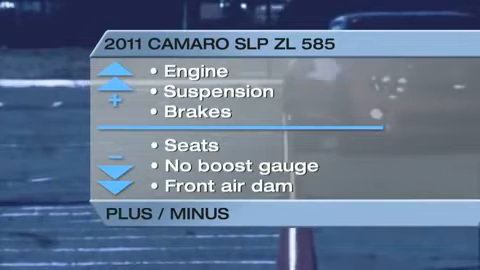 2011 CAMARO SLP ZL 585
+
• Engine
• Suspension
• Brakes
–
• Seats
• No boost gauge
• Front air dam
PLUS / MINUS